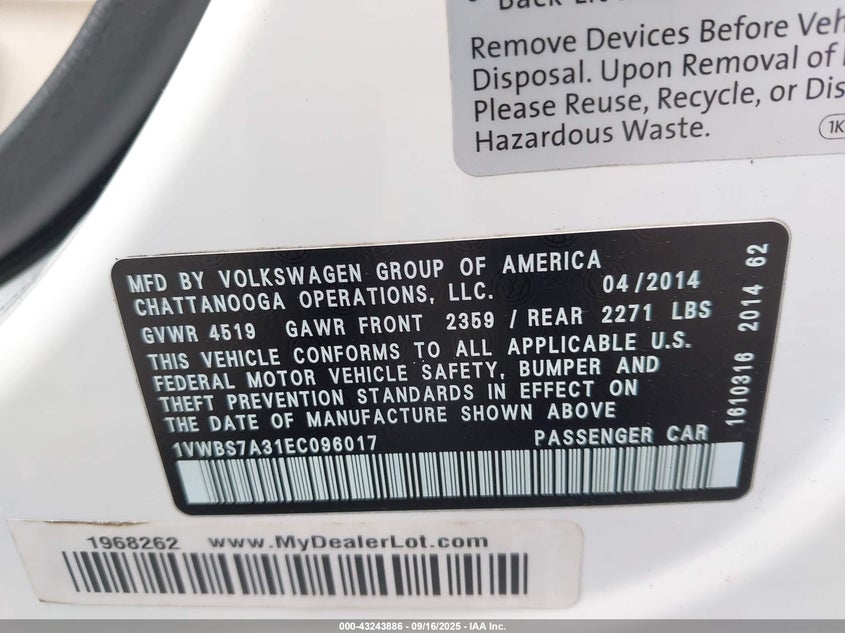 Remove Devices Before Veh
Disposal. Upon Removal of
Please Reuse, Recycle, or Dis
Hazardous Waste.
1K
MFD BY VOLKSWAGEN GROUP OF AMERICA
CHATTANOOGA OPERATIONS, LLC. 04/2014
GVWR 4519 GAWR FRONT 2359 / REAR 2271 LBS
THIS VEHICLE CONFORMS TO ALL APPLICABLE U.S.
FEDERAL MOTOR VEHICLE SAFETY, BUMPER AND
THEFT PREVENTION STANDARDS IN EFFECT ON
THE DATE OF MANUFACTURE SHOWN ABOVE
1VWBS7A31EC096017 PASSENGER CAR
1610316 2014 62
1968262 www.MyDealerLot.com
000-43243886 - 09/16/2025 - IAA Inc.